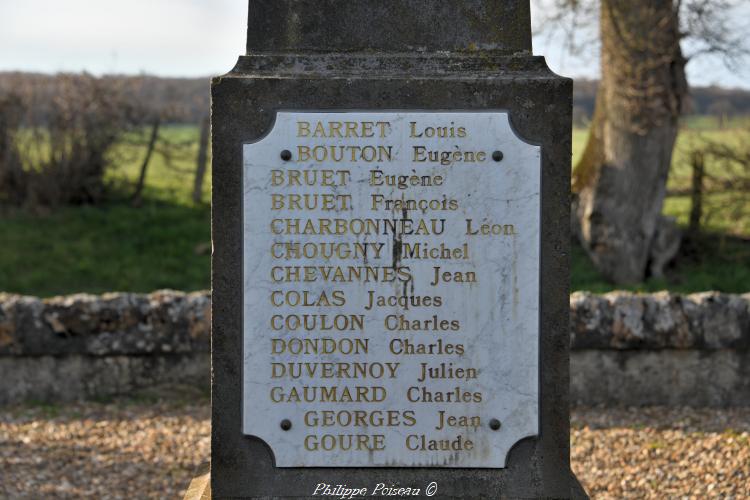 BARRET Louis
BOUTON Eugène
BRUET Eugène
BRUET François
CHARBONNEAU Léon
CHOUGNY Michel
CHEVANNES Jean
COLAS Jacques
COULON Charles
DONDON Charles
DUVERNOY Julien
GAUMARD Charles
GEORGES Jean
GOURE Claude
Philippe Poiseau ©